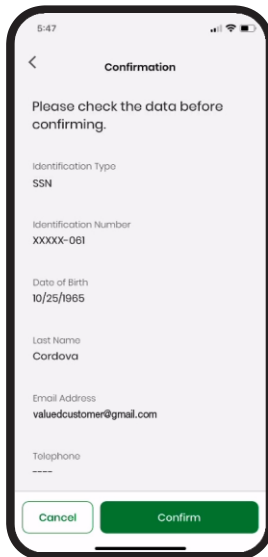 5:47
Confirmation
Please check the data before
confirming.
Identification Type
SSN
Identification Number
XXXXX-061
Date of Birth
10/25/1965
Last Name
Cordova
Email Address
valuedcustomer@gmail.com
Telephone
----
Cancel
Confirm